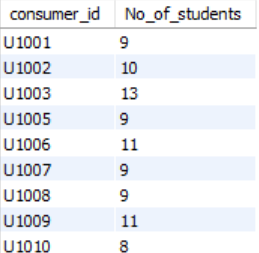 consumer_id No_of_students
U1001 9
U1002 10
U1003 13
U1005 9
U1006 11
U1007 9
U1008 9
U1009 11
U1010 8